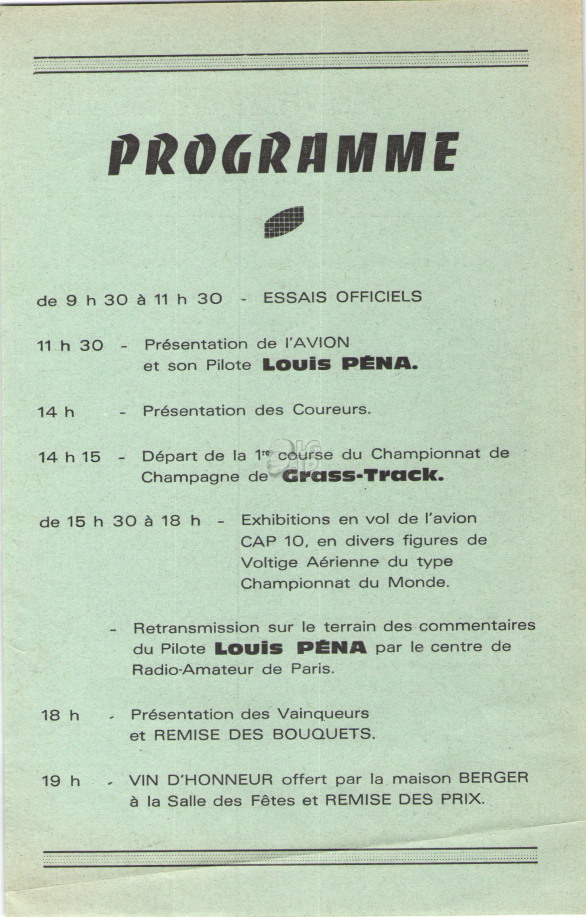 PROGRAMME
de 9 h 30 à 11 h 30 - ESSAIS OFFICIELS
11 h 30 - Présentation de l'AVION
et son Pilote Louis PÉNA.
14 h - Présentation des Coureurs.
14 h 15 - Départ de la 1re course du Championnat de
Champagne de Grass-Track.
de 15 h 30 à 18 h - Exhibitions en vol de l'avion
CAP 10, en divers figures de
Voltige Aérienne du type
Championnat du Monde.
- Retransmission sur le terrain des commentaires
du Pilote Louis PÉNA par le centre de
Radio-Amateur de Paris.
18 h - Présentation des Vainqueurs
et REMISE DES BOUQUETS.
19 h - VIN D'HONNEUR offert par la maison BERGER
à la Salle des Fêtes et REMISE DES PRIX.